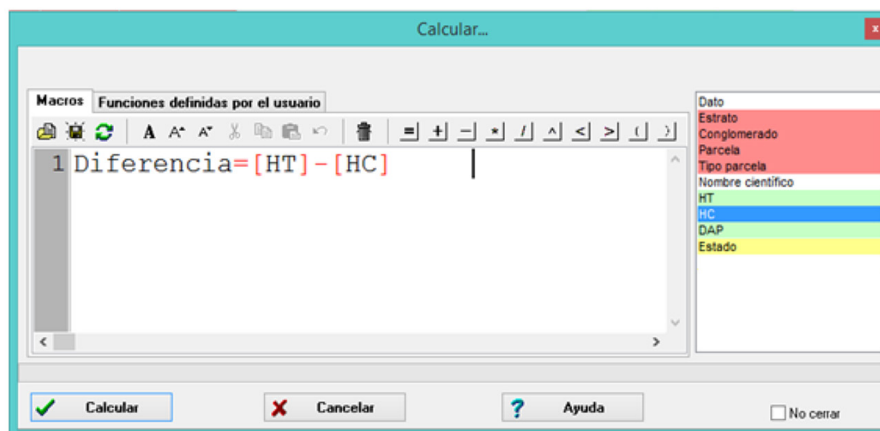 Calcular...
x
Macros Funciones definidas por el usuario
A A A = + - * / ^ < > ( )
1 Diferencia=[HT]-[HC]
Dato
Estrato
Conglomerado
Parcela
Tipo parcela
Nombre científico
HT
HC
DAP
Estado
Calcular
Cancelar
? Ayuda
No cerrar